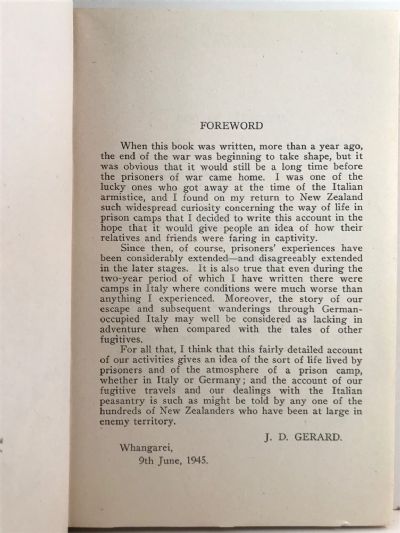 FOREWORD
When this book was written, more than a year ago,
the end of the war was beginning to take shape, but it
was obvious that it would still be a long time before
the prisoners of war came home. I was one of the
lucky ones who got away at the time of the Italian
armistice, and I found on my return to New Zealand
such widespread curiosity concerning the way of life in
prison camps that I decided to write this account in the
hope that it would give people an idea of how their
relatives and friends were faring in captivity.
Since then, of course, prisoners' experiences have
been considerably extended—and disagreeably extended
in the later stages. It is also true that even during the
two-year period of which I have written there were
camps in Italy where conditions were much worse than
anything I experienced. Moreover, the story of our
escape and subsequent wanderings through German-
occupied Italy may well be considered as lacking in
adventure when compared with the tales of other
fugitives.
For all that, I think that this fairly detailed account
of our activities gives an idea of the sort of life lived by
prisoners and of the atmosphere of a prison camp,
whether in Italy or Germany; and the account of our
fugitive travels and our dealings with the Italian
peasantry is such as might be told by any one of the
hundreds of New Zealanders who have been at large in
enemy territory.
J. D. GERARD.
Whangarei,
9th June, 1945.